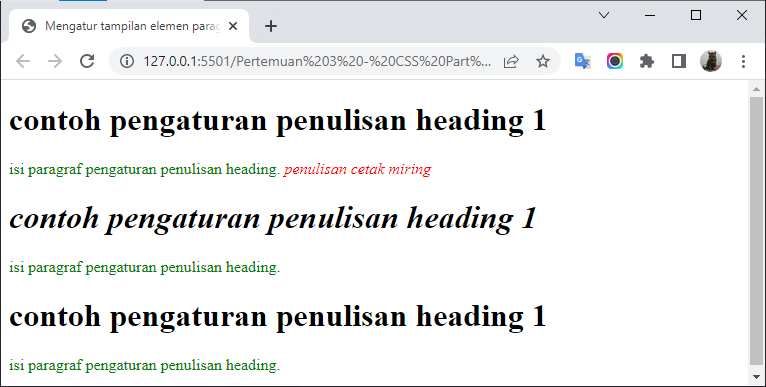 Mengatur tampilan elemen parag
127.0.0.1:5501/Pertemuan%203%20-%20CSS%20Part%...
contoh pengaturan penulisan heading 1
isi paragraf pengaturan penulisan heading. penulisan cetak miring
contoh pengaturan penulisan heading 1
isi paragraf pengaturan penulisan heading.
contoh pengaturan penulisan heading 1
isi paragraf pengaturan penulisan heading.